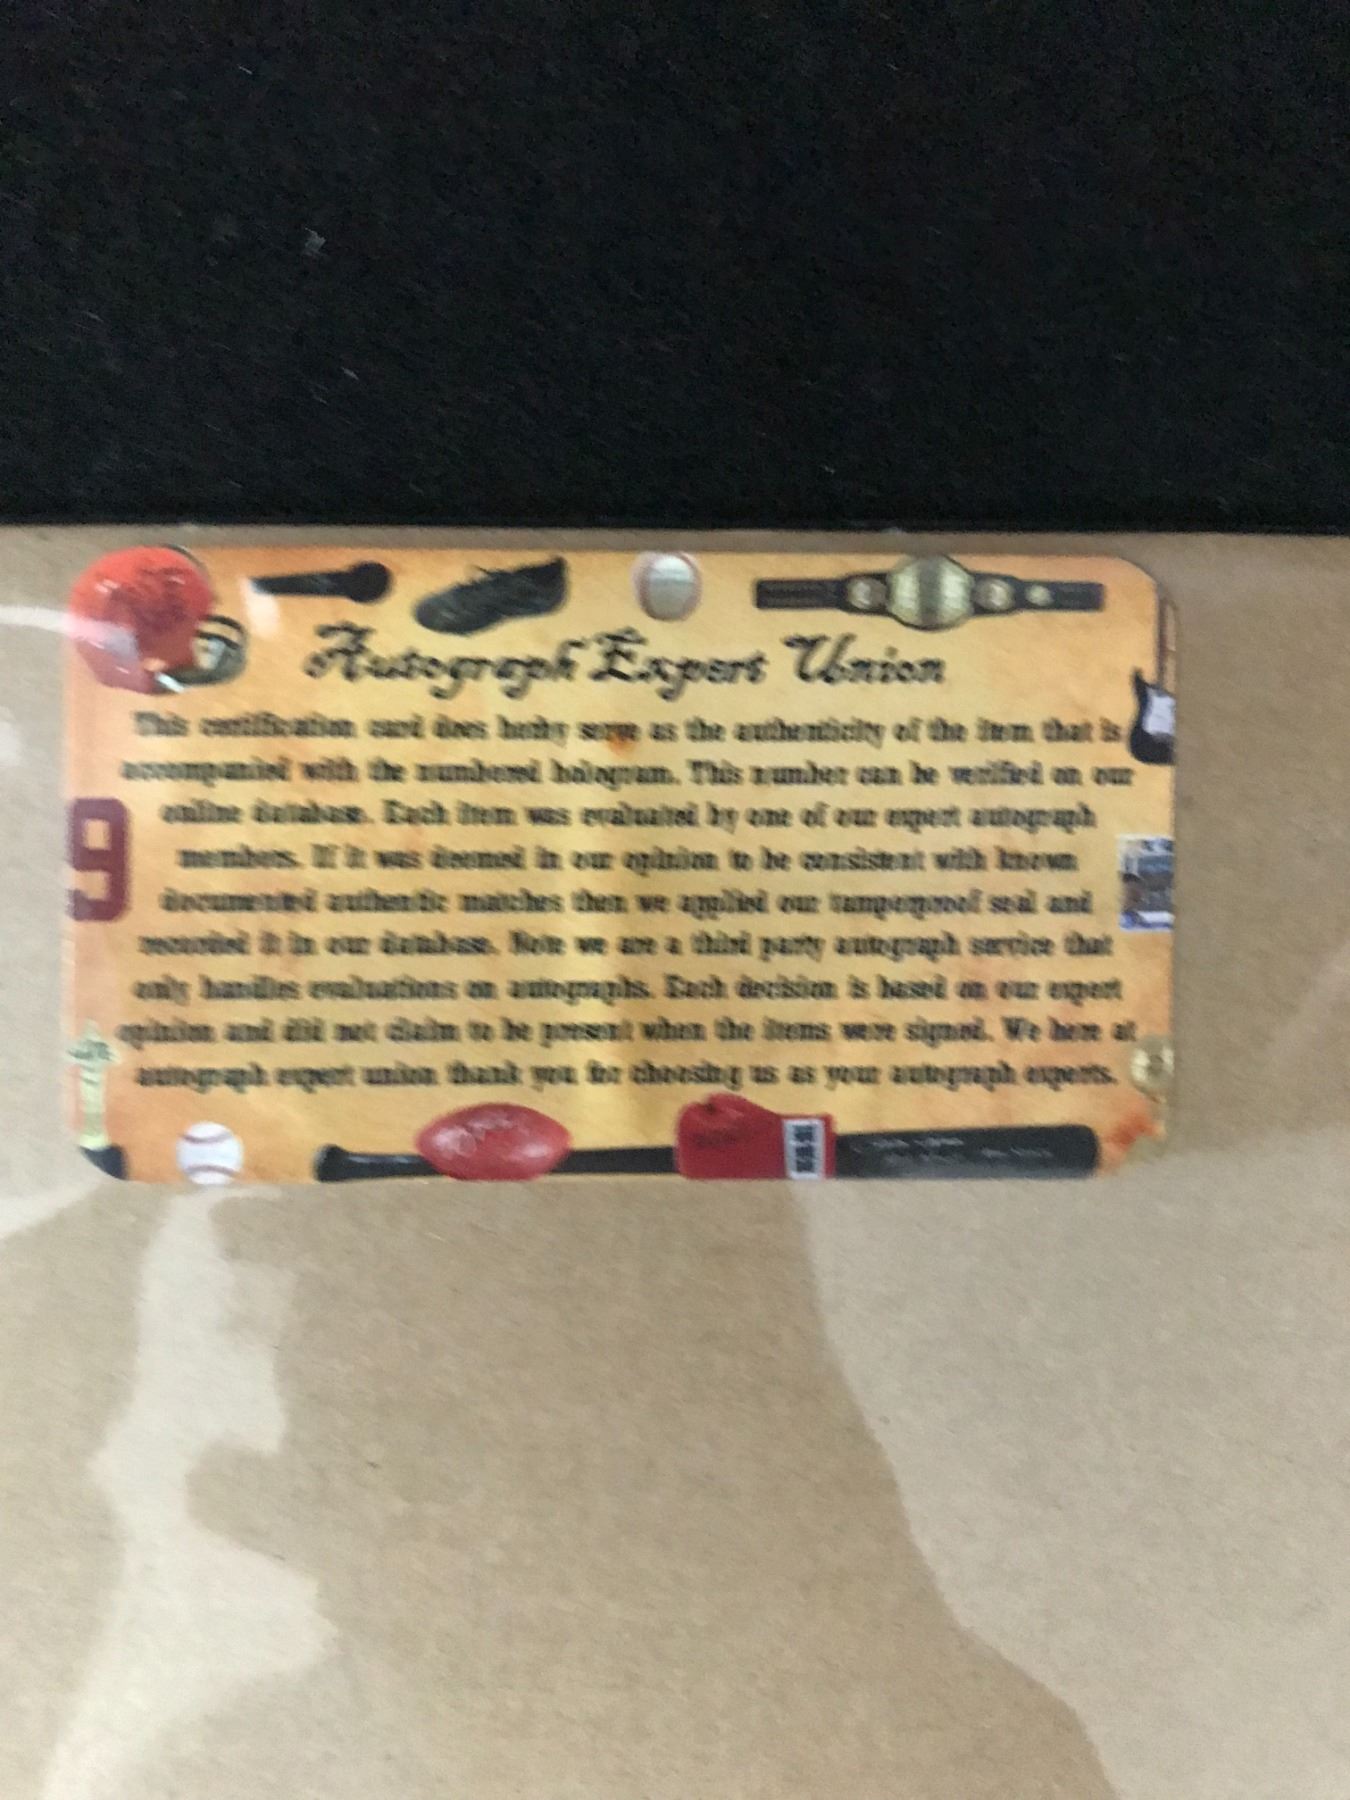 Autograph Expert Union
This certification card does herby serve as the authenticity of the item that is
accompanied with the numbered hologram. This number can be verified on our
online database. Each item was evaluated by one of our expert autograph
members. If it was deemed in our opinion to be consistent with known
documented authentic matches then we applied our tamperproof seal and
recorded it in our database. Note we are a third party autograph service that
only handles evaluations on autographs. Each decision is based on our expert
opinion and did not claim to be present when the items were signed. We here at
autograph expert union thank you for choosing us as your autograph experts.
9